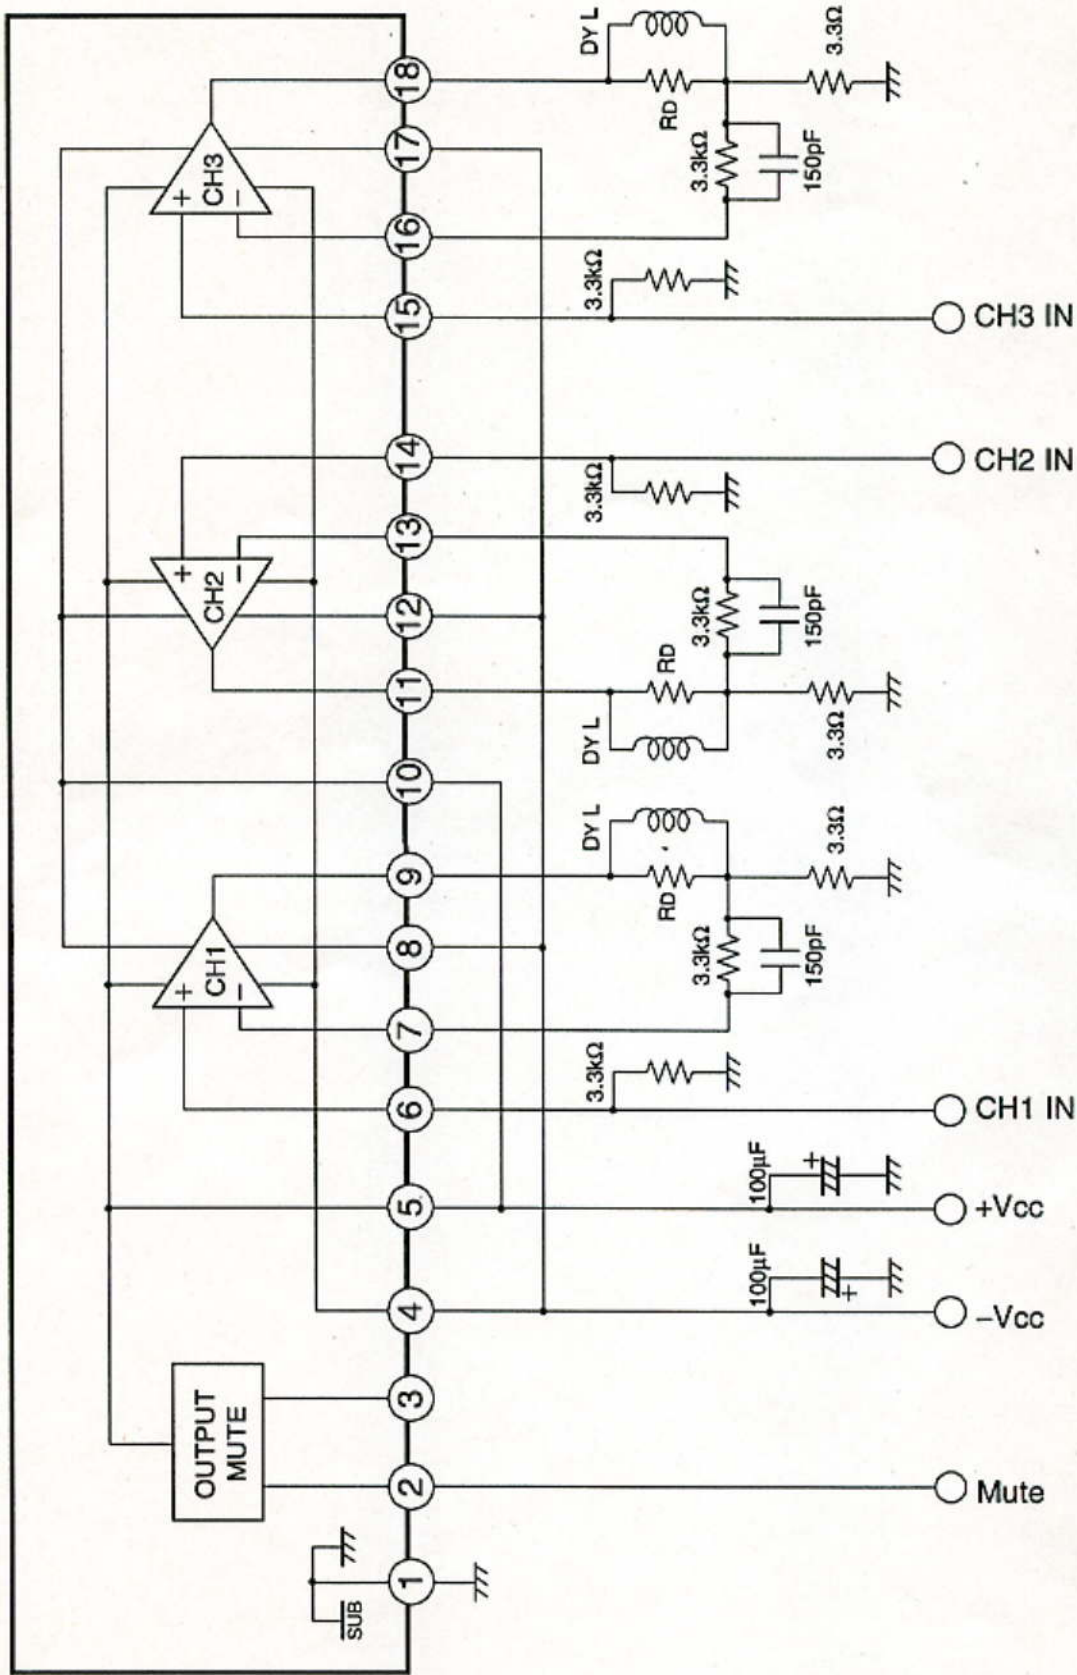 18
17
16
15
14
13
12
11
10
9
8
7
6
5
4
3
2
1
CH3
+
−
CH2
+
−
CH1
+
−
OUTPUT
MUTE
SUB
DY L
RD
3.3Ω
3.3kΩ
150pF
3.3kΩ
CH3 IN
3.3kΩ
CH2 IN
3.3kΩ
150pF
RD
DY L
3.3Ω
DY L
RD
3.3Ω
3.3kΩ
150pF
3.3kΩ
CH1 IN
100μF
+
+Vcc
100μF
+
−Vcc
Mute